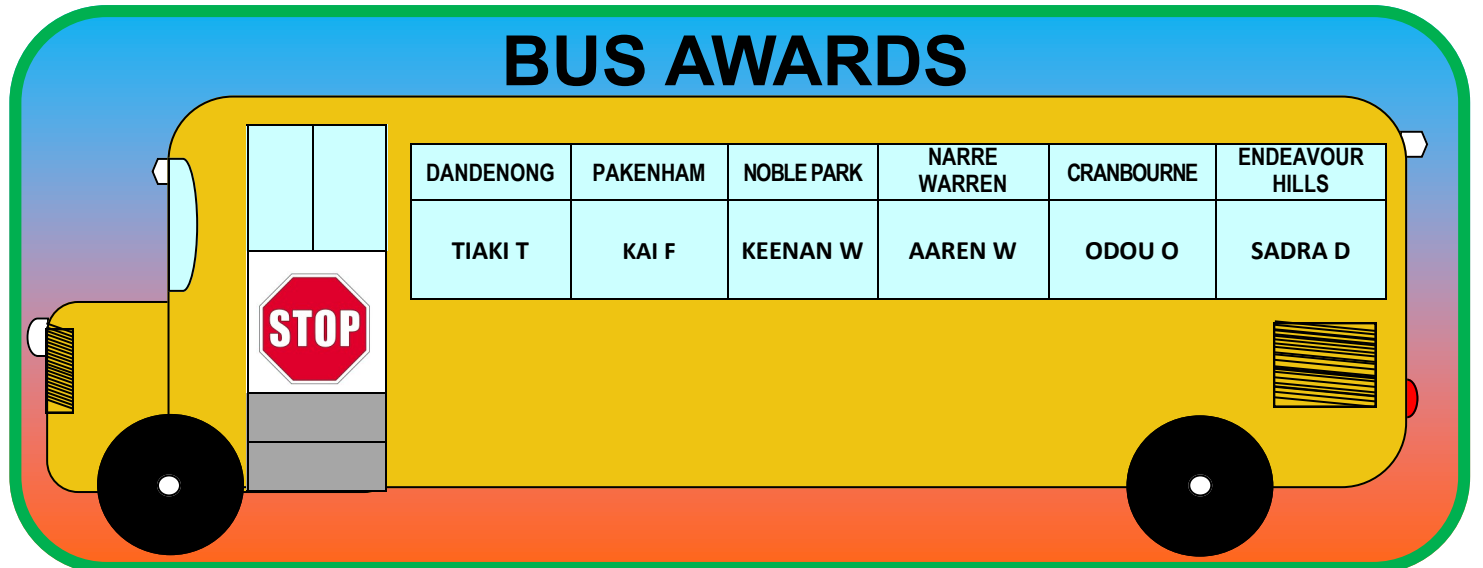 BUS AWARDS
DANDENONG PAKENHAM NOBLE PARK NARRE WARREN CRANBOURNE ENDEAVOUR HILLS
TIAKI T KAI F KEENAN W AAREN W ODOU O SADRA D
STOP